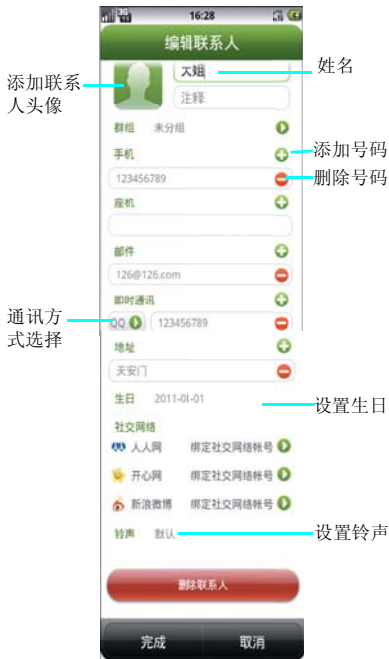 3G
16:28
编辑联系人
添加联系
人头像
大姐
姓名
注释
群组 未分组
手机
添加号码
123456789
删除号码
座机
邮件
126@126.com
即时通讯
通讯方
式选择
QQ 123456789
地址
天安门
生日 2011-01-01
设置生日
社交网络
人人网 绑定社交网络帐号
开心网 绑定社交网络帐号
新浪微博 绑定社交网络帐号
铃声 默认
设置铃声
删除联系人
完成 取消